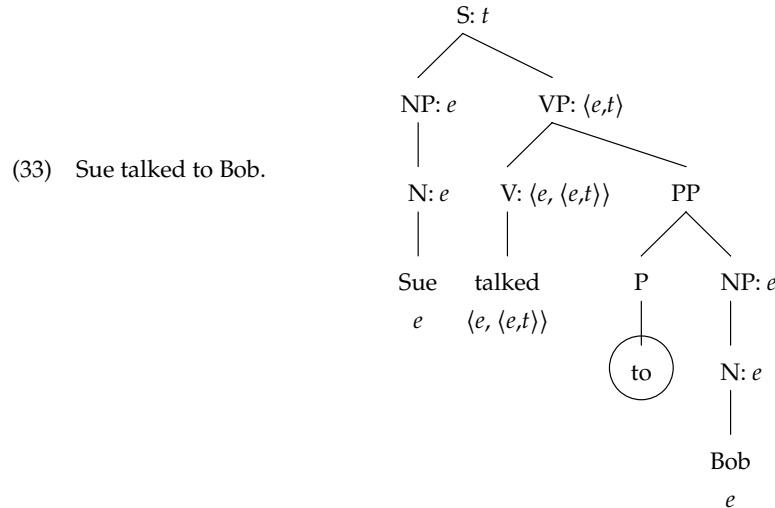 S: t
NP: e VP: ⟨e,t⟩
(33) Sue talked to Bob.
N: e V: ⟨e, ⟨e,t⟩⟩ PP
Sue talked P NP: e
e ⟨e, ⟨e,t⟩⟩
to N: e
Bob
e